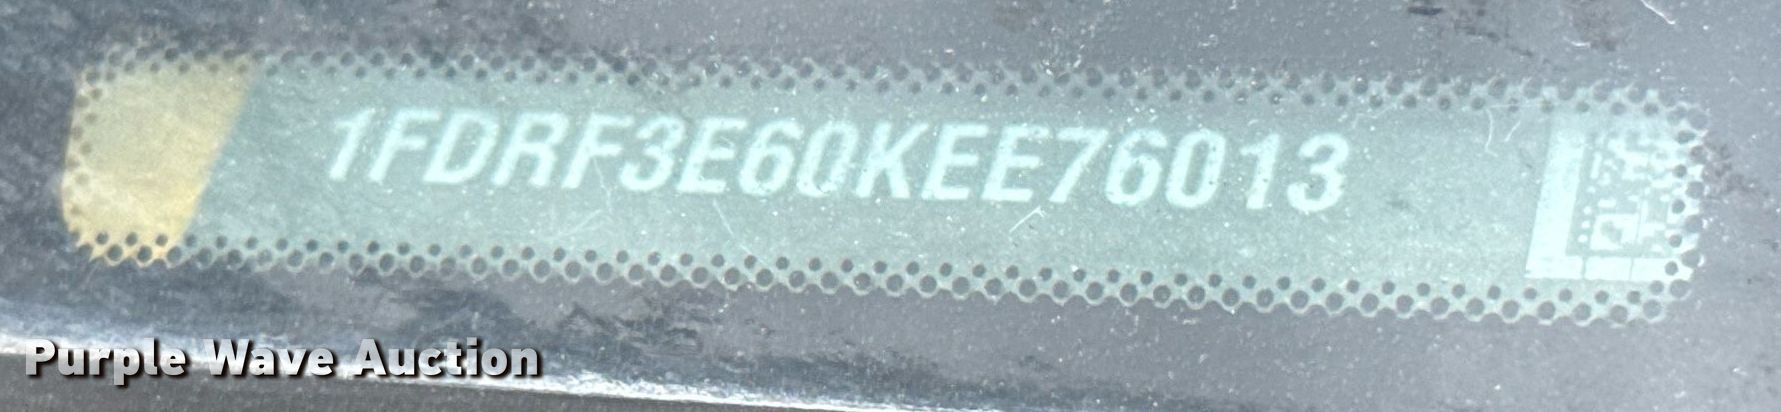 1FDRF3E60KEE76013
Purple Wave Auction